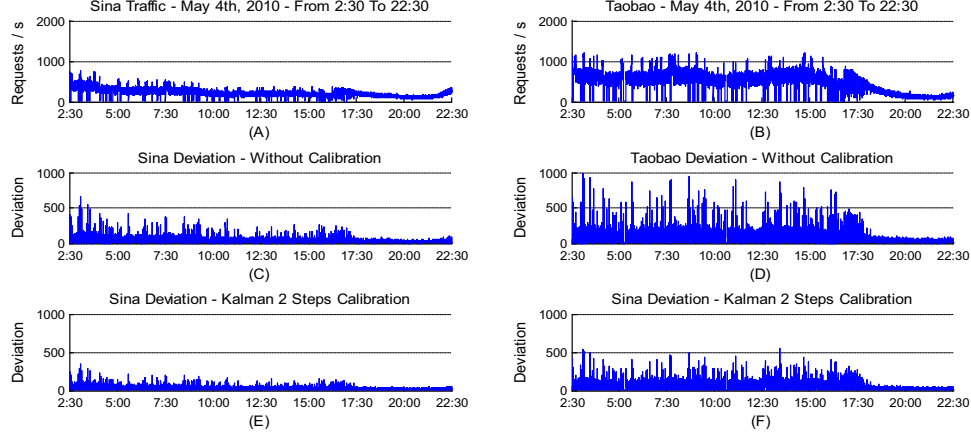 Sina Traffic - May 4th, 2010 - From 2:30 To 22:30
Requests / s
2000
1000
0
2:30 5:00 7:30 10:00 12:30 15:00 17:30 20:00 22:30
(A)
Taobao - May 4th, 2010 - From 2:30 To 22:30
Requests / s
2000
1000
0
2:30 5:00 7:30 10:00 12:30 15:00 17:30 20:00 22:30
(B)
Sina Deviation - Without Calibration
Deviation
1000
500
0
2:30 5:00 7:30 10:00 12:30 15:00 17:30 20:00 22:30
(C)
Taobao Deviation - Without Calibration
Deviation
1000
500
0
2:30 5:00 7:30 10:00 12:30 15:00 17:30 20:00 22:30
(D)
Sina Deviation - Kalman 2 Steps Calibration
Deviation
1000
500
0
2:30 5:00 7:30 10:00 12:30 15:00 17:30 20:00 22:30
(E)
Sina Deviation - Kalman 2 Steps Calibration
Deviation
1000
500
0
2:30 5:00 7:30 10:00 12:30 15:00 17:30 20:00 22:30
(F)